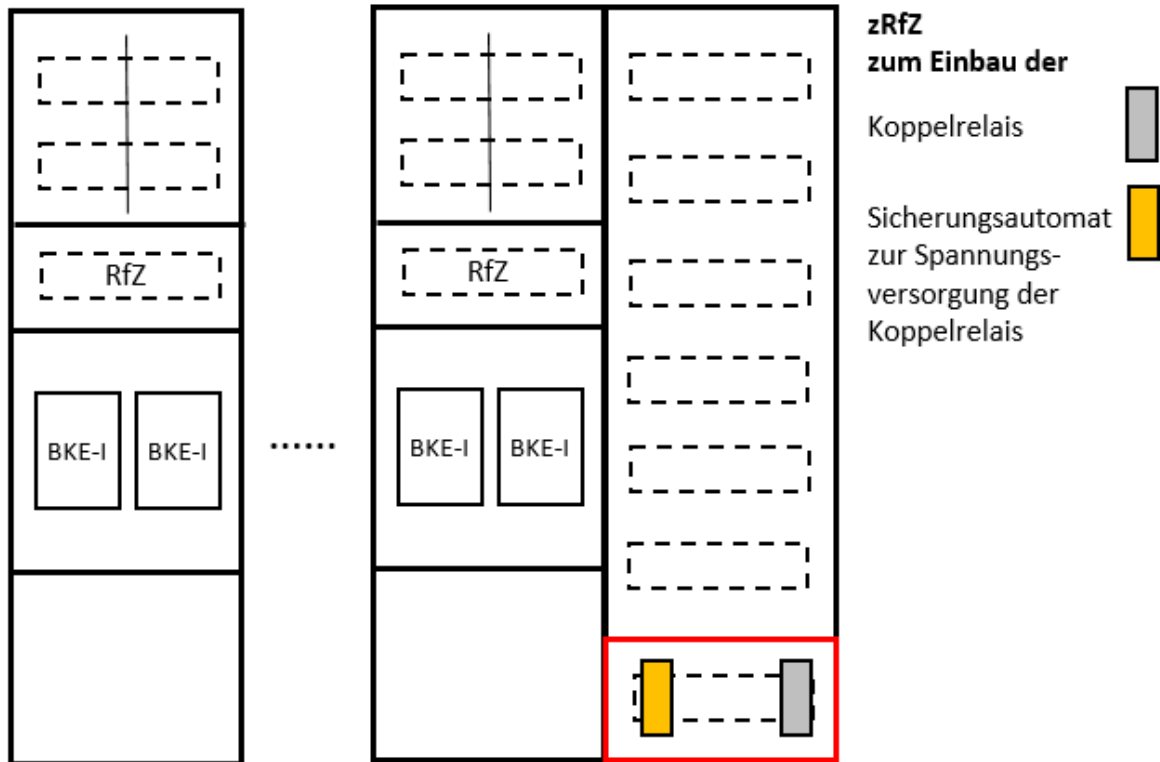 RfZ
BKE-I BKE-I
......
RfZ
BKE-I BKE-I
zRfZ
zum Einbau der
Koppelrelais
Sicherungsautomat
zur Spannungs-
versorgung der
Koppelrelais